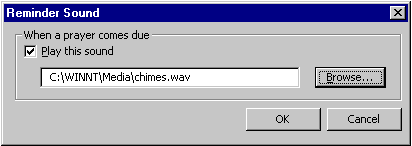 Reminder Sound
When a prayer comes due
Play this sound
C:\WINNT\Media\chimes.wav
Browse...
OK
Cancel